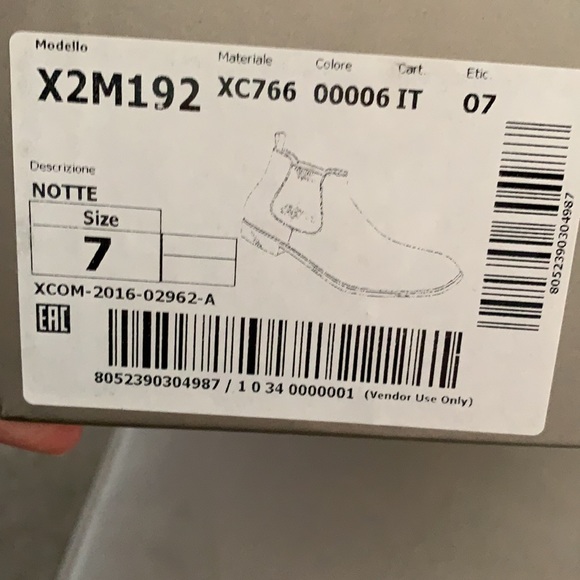 Modello Materiale Colore Cart. Etic.
X2M192 XC766 00006 IT 07
Descrizione
NOTTE
Size
7
XCOM-2016-02962-A
EAC
8052390304987 / 1 0 34 0000001 (Vendor Use Only)
8052390304987